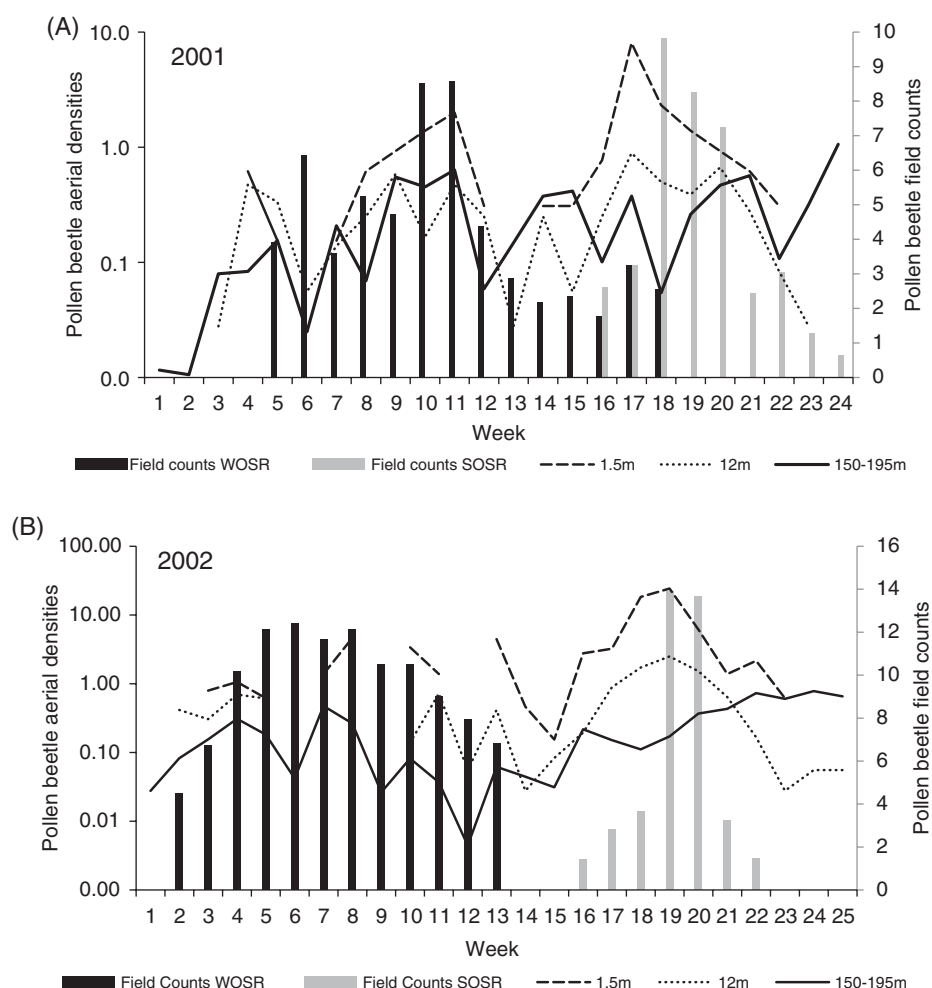 (A)
2001
Pollen beetle aerial densities
10.0
1.0
0.1
0.0
10
9
8
7
6
5
4
3
2
1
0
Pollen beetle field counts
1 2 3 4 5 6 7 8 9 10 11 12 13 14 15 16 17 18 19 20 21 22 23 24
Week
Field counts WOSR Field counts SOSR 1.5m 12m 150-195m
(B)
2002
Pollen beetle aerial densities
100.00
10.00
1.00
0.10
0.01
0.00
16
14
12
10
8
6
4
2
0
Pollen beetle field counts
1 2 3 4 5 6 7 8 9 10 11 12 13 14 15 16 17 18 19 20 21 22 23 24 25
Week
Field Counts WOSR Field Counts SOSR 1.5m 12m 150-195m